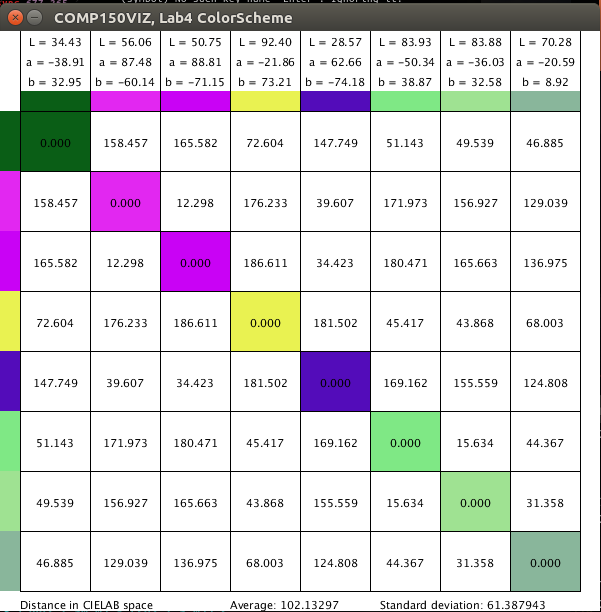 COMP150VIZ, Lab4 ColorScheme
L = 34.43 L = 56.06 L = 50.75 L = 92.40 L = 28.57 L = 83.93 L = 83.88 L = 70.28
a = -38.91 a = 87.48 a = 88.81 a = -21.86 a = 62.66 a = -50.34 a = -36.03 a = -20.59
b = 32.95 b = -60.14 b = -71.15 b = 73.21 b = -74.18 b = 38.87 b = 32.58 b = 8.92
0.000 158.457 165.582 72.604 147.749 51.143 49.539 46.885
158.457 0.000 12.298 176.233 39.607 171.973 156.927 129.039
165.582 12.298 0.000 186.611 34.423 180.471 165.663 136.975
72.604 176.233 186.611 0.000 181.502 45.417 43.868 68.003
147.749 39.607 34.423 181.502 0.000 169.162 155.559 124.808
51.143 171.973 180.471 45.417 169.162 0.000 15.634 44.367
49.539 156.927 165.663 43.868 155.559 15.634 0.000 31.358
46.885 129.039 136.975 68.003 124.808 44.367 31.358 0.000
Distance in CIELAB space Average: 102.13297 Standard deviation: 61.387943